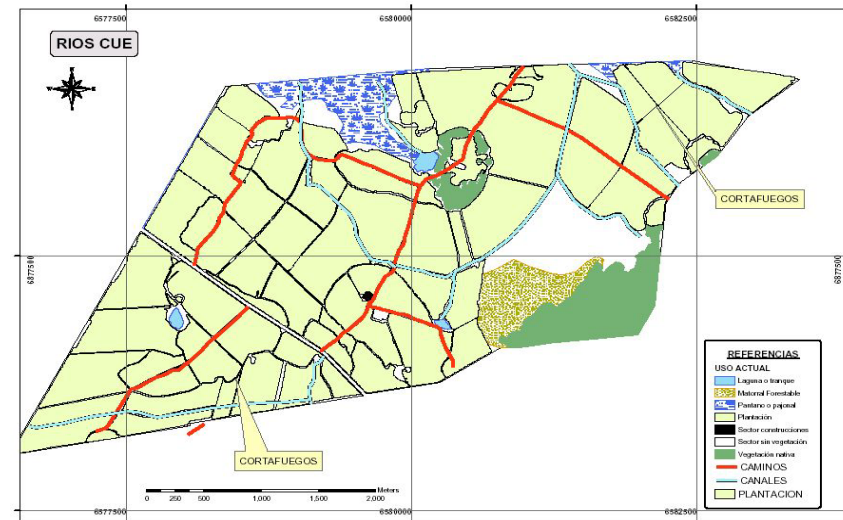 6577500
6580000
6582500
RIOS CUE
N
W
E
S
CORTAFUEGOS
6877500
6877500
CORTAFUEGOS
REFERENCIAS
USO ACTUAL
Laguna o tranque
Matorral Forestable
Pantano o pajonal
Plantación
Sector construcciones
Sector sin vegetación
Vegetación nativa
CAMINOS
CANALES
PLANTACION
Meters
0 250 500 1,000 1,500 2,000
6577500
6580000
6582500